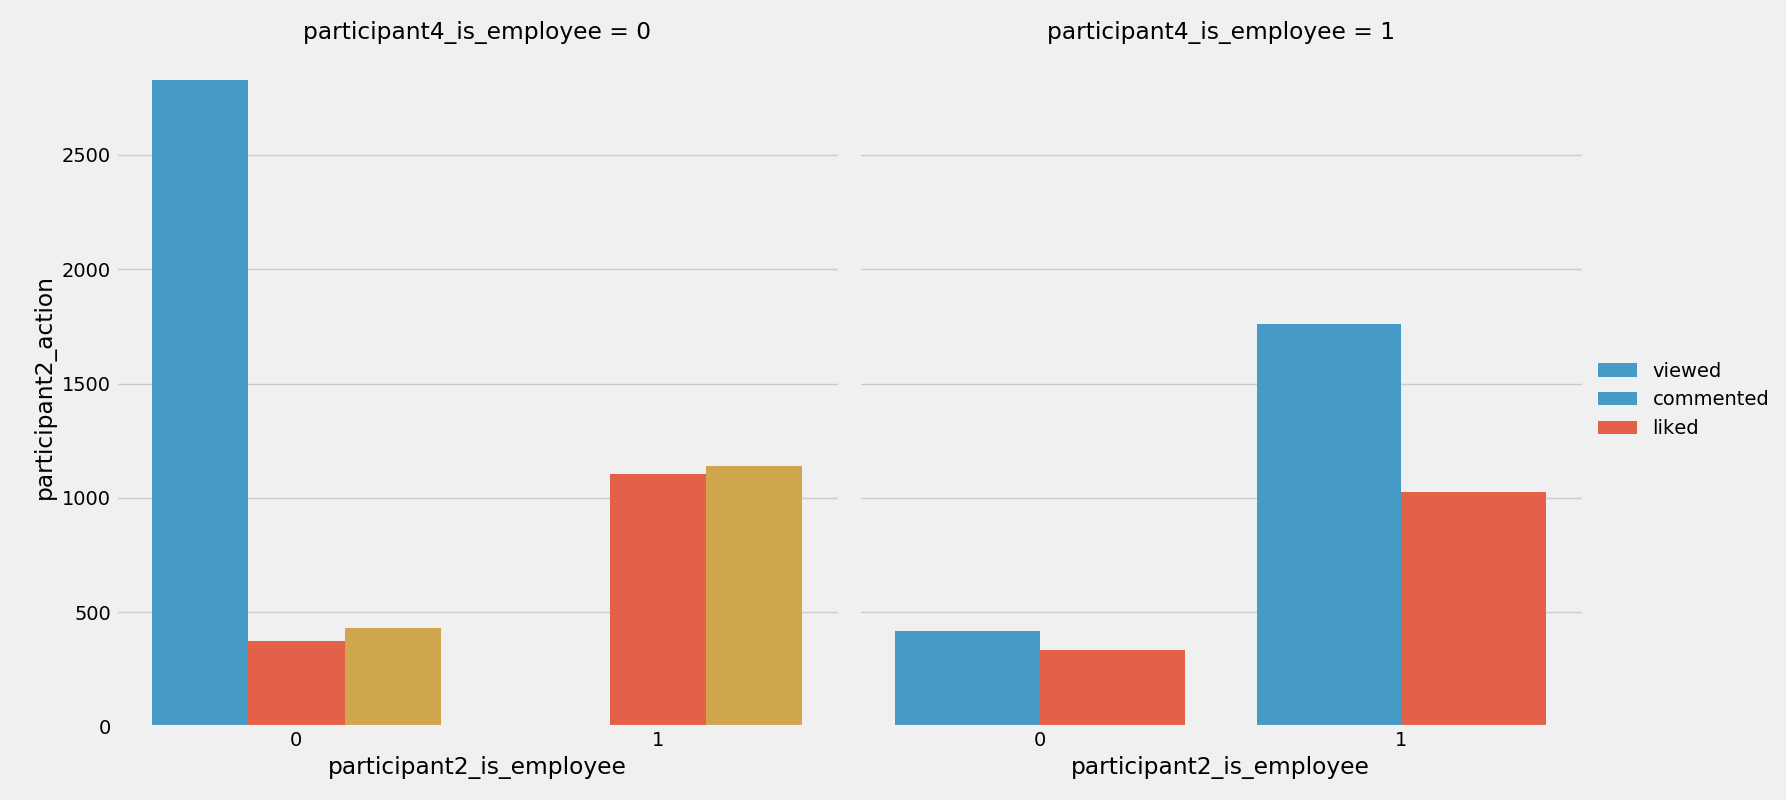 participant4_is_employee = 0
participant4_is_employee = 1
participant2_action
2500
2000
1500
1000
500
0
0
1
0
1
participant2_is_employee
participant2_is_employee
viewed
commented
liked